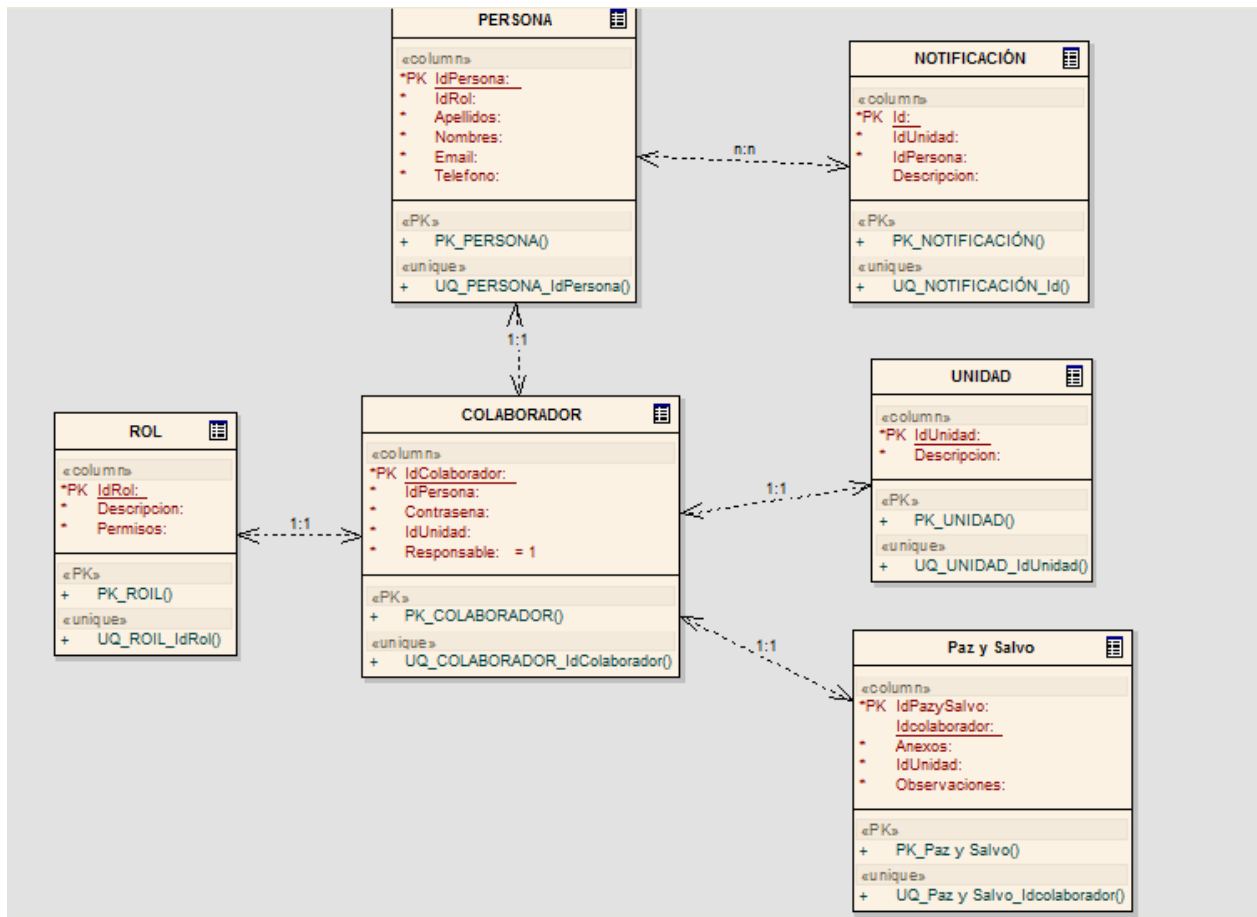 PERSONA
«column»
*PK IdPersona:
* IdRol:
* Apellidos:
* Nombres:
* Email:
* Telefono:
«PK»
+ PK_PERSONA()
«unique»
+ UQ_PERSONA_IdPersona()
NOTIFICACIÓN
«column»
*PK Id:
* IdUnidad:
* IdPersona:
Descripcion:
«PK»
+ PK_NOTIFICACIÓN()
«unique»
+ UQ_NOTIFICACIÓN_Id()
n:n
1:1
ROL
«column»
*PK IdRol:
* Descripcion:
* Permisos:
«PK»
+ PK_ROIL()
«unique»
+ UQ_ROIL_IdRol()
1:1
COLABORADOR
«column»
*PK IdColaborador:
* IdPersona:
* Contrasena:
* IdUnidad:
* Responsable: = 1
«PK»
+ PK_COLABORADOR()
«unique»
+ UQ_COLABORADOR_IdColaborador()
1:1
UNIDAD
«column»
*PK IdUnidad:
* Descripcion:
«PK»
+ PK_UNIDAD()
«unique»
+ UQ_UNIDAD_IdUnidad()
1:1
Paz y Salvo
«column»
*PK IdPazySalvo:
Idcolaborador:
* Anexos:
* IdUnidad:
* Observaciones:
«PK»
+ PK_Paz y Salvo()
«unique»
+ UQ_Paz y Salvo_Idcolaborador()